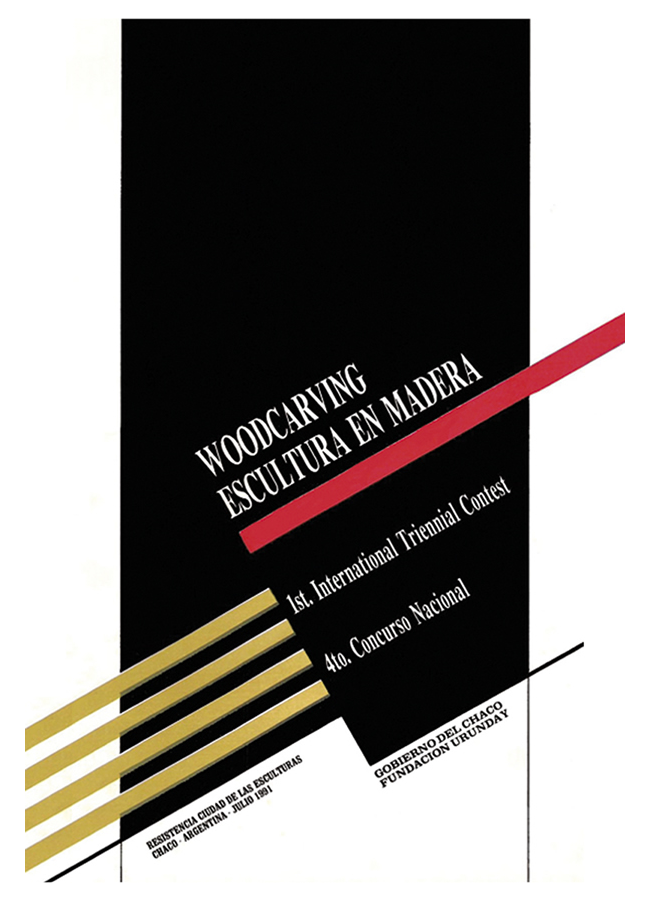 WOODCARVING
ESCULTURA EN MADERA
1st. International Triennial Contest
4to. Concurso Nacional
GOBIERNO DEL CHACO
FUNDACION URUNDAY
RESISTENCIA CIUDAD DE LAS ESCULTURAS
CHACO - ARGENTINA - JULIO 1991